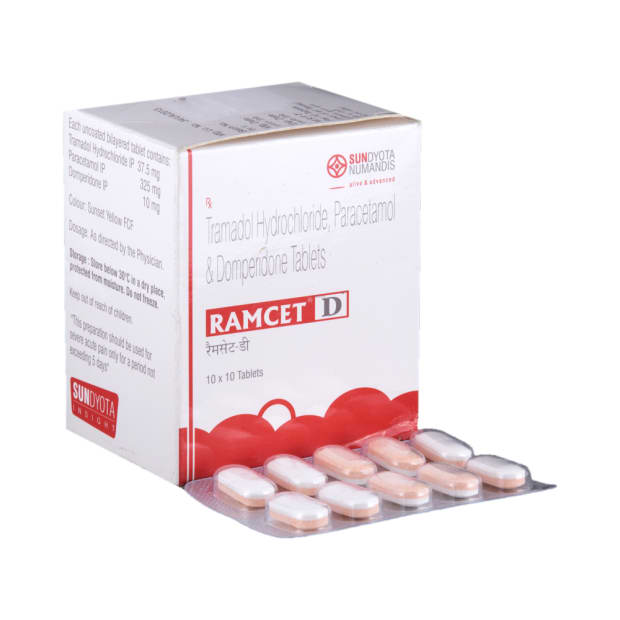 Each uncoated bilayered tablet contains:
Tramadol Hydrochloride IP 37.5 mg
Paracetamol IP 325 mg
Domperidone IP 10 mg
Colour: Sunset Yellow FCF
Dosage: As directed by the Physician.
Storage : Store below 30°C in a dry place,
protected from moisture. Do not freeze.
Keep out of reach of children.
"This preparation should be used for
severe acute pain only for a period not
exceeding 5 days"
SUNDYOTA
INDIGHT
SUNDYOTA
NUMANDIS
alive & advanced
Rx
Tramadol Hydrochloride, Paracetamol
& Domperidone Tablets
RAMCET® D
रैमसेट-डी
10 x 10 Tablets